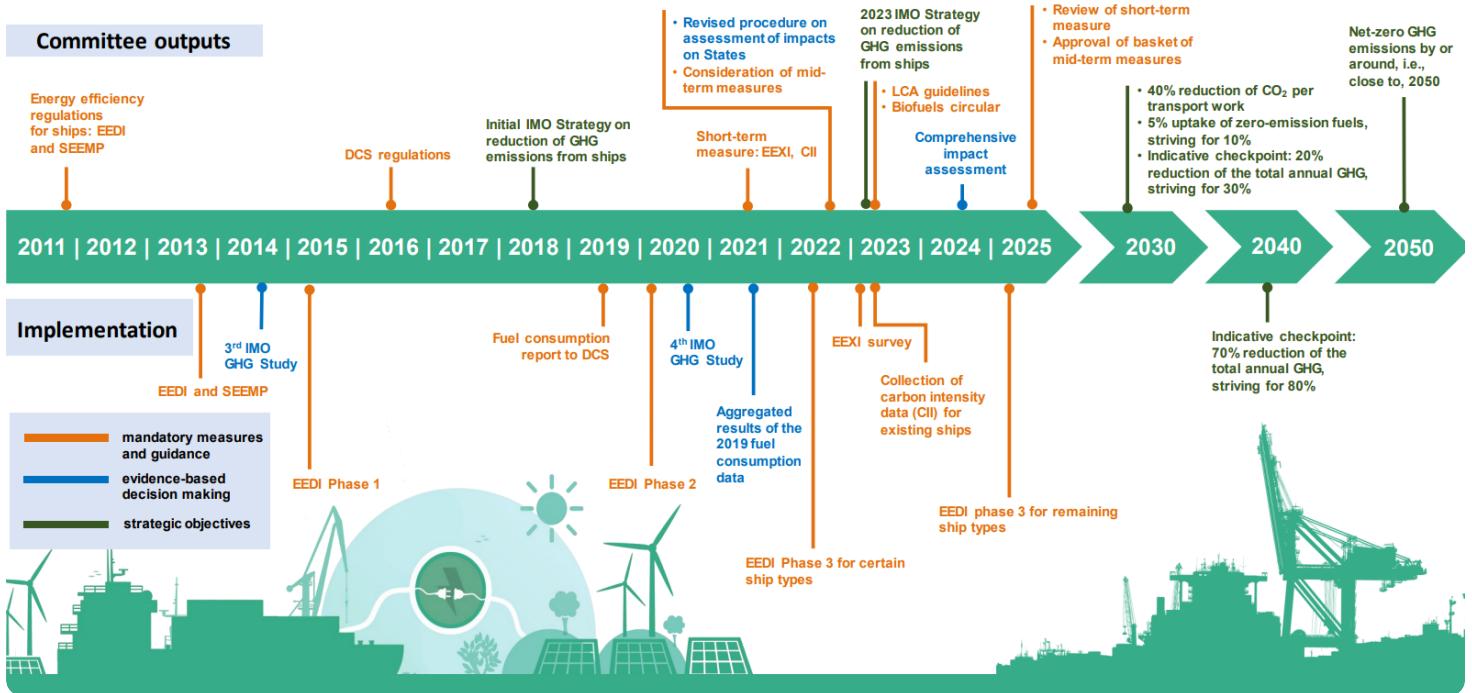 Committee outputs
Energy efficiency
regulations
for ships: EEDI
and SEEMP
DCS regulations
Initial IMO Strategy on
reduction of GHG
emissions from ships
• Revised procedure on
assessment of impacts
on States
• Consideration of mid-
term measures
Short-term
measure: EEXI, CII
2023 IMO Strategy
on reduction of
GHG emissions
from ships
• LCA guidelines
• Biofuels circular
Comprehensive
impact
assessment
• Review of short-term
measure
• Approval of basket of
mid-term measures
• 40% reduction of CO₂ per
transport work
• 5% uptake of zero-emission fuels,
striving for 10%
• Indicative checkpoint: 20%
reduction of the total annual GHG,
striving for 30%
Net-zero GHG
emissions by or
around, i.e.,
close to, 2050
2011 | 2012 | 2013 | 2014 | 2015 | 2016 | 2017 | 2018 | 2019 | 2020 | 2021 | 2022 | 2023 | 2024 | 2025
2030
2040
2050
Implementation
EEDI and SEEMP
3rd IMO
GHG Study
EEDI Phase 1
Fuel consumption
report to DCS
EEDI Phase 2
4th IMO
GHG Study
Aggregated
results of the
2019 fuel
consumption
data
EEDI Phase 3 for certain
ship types
EEXI survey
Collection of
carbon intensity
data (CII) for
existing ships
EEDI phase 3 for remaining
ship types
Indicative checkpoint:
70% reduction of the
total annual GHG,
striving for 80%
mandatory measures
and guidance
evidence-based
decision making
strategic objectives